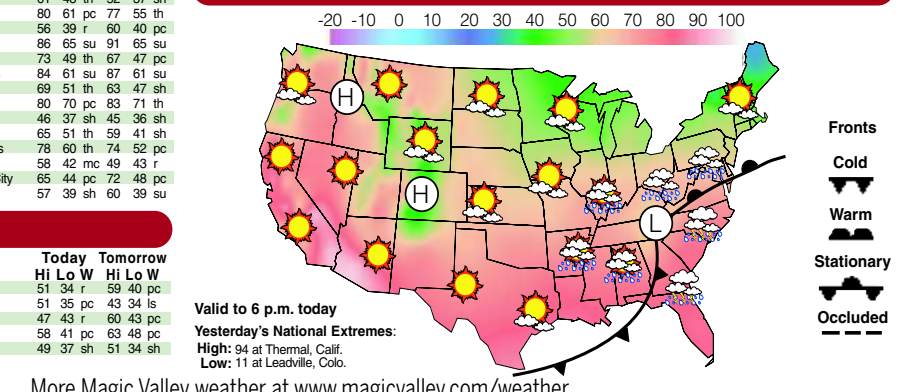 80 61 pc 77 55 th
56 39 r 60 40 pc
86 65 su 91 65 su
73 49 th 67 47 pc
84 61 su 87 61 su
69 51 th 63 47 sh
80 70 pc 83 71 th
46 37 sh 45 36 sh
65 51 th 59 41 sh
78 60 th 74 52 pc
58 42 mc 49 43 r
65 44 pc 72 48 pc
57 39 sh 60 39 su
Today Tomorrow
Hi Lo W Hi Lo W
51 34 r 59 40 pc
51 35 pc 43 34 ls
47 43 r 60 43 pc
58 41 pc 63 48 pc
49 37 sh 51 34 sh
-20 -10 0 10 20 30 40 50 60 70 80 90 100
H
H
L
Valid to 6 p.m. today
Yesterday's National Extremes:
High: 94 at Thermal, Calif.
Low: 11 at Leadville, Colo.
Fronts
Cold
Warm
Stationary
Occluded
More Magic Valley weather at www.magicvalley.com/weather